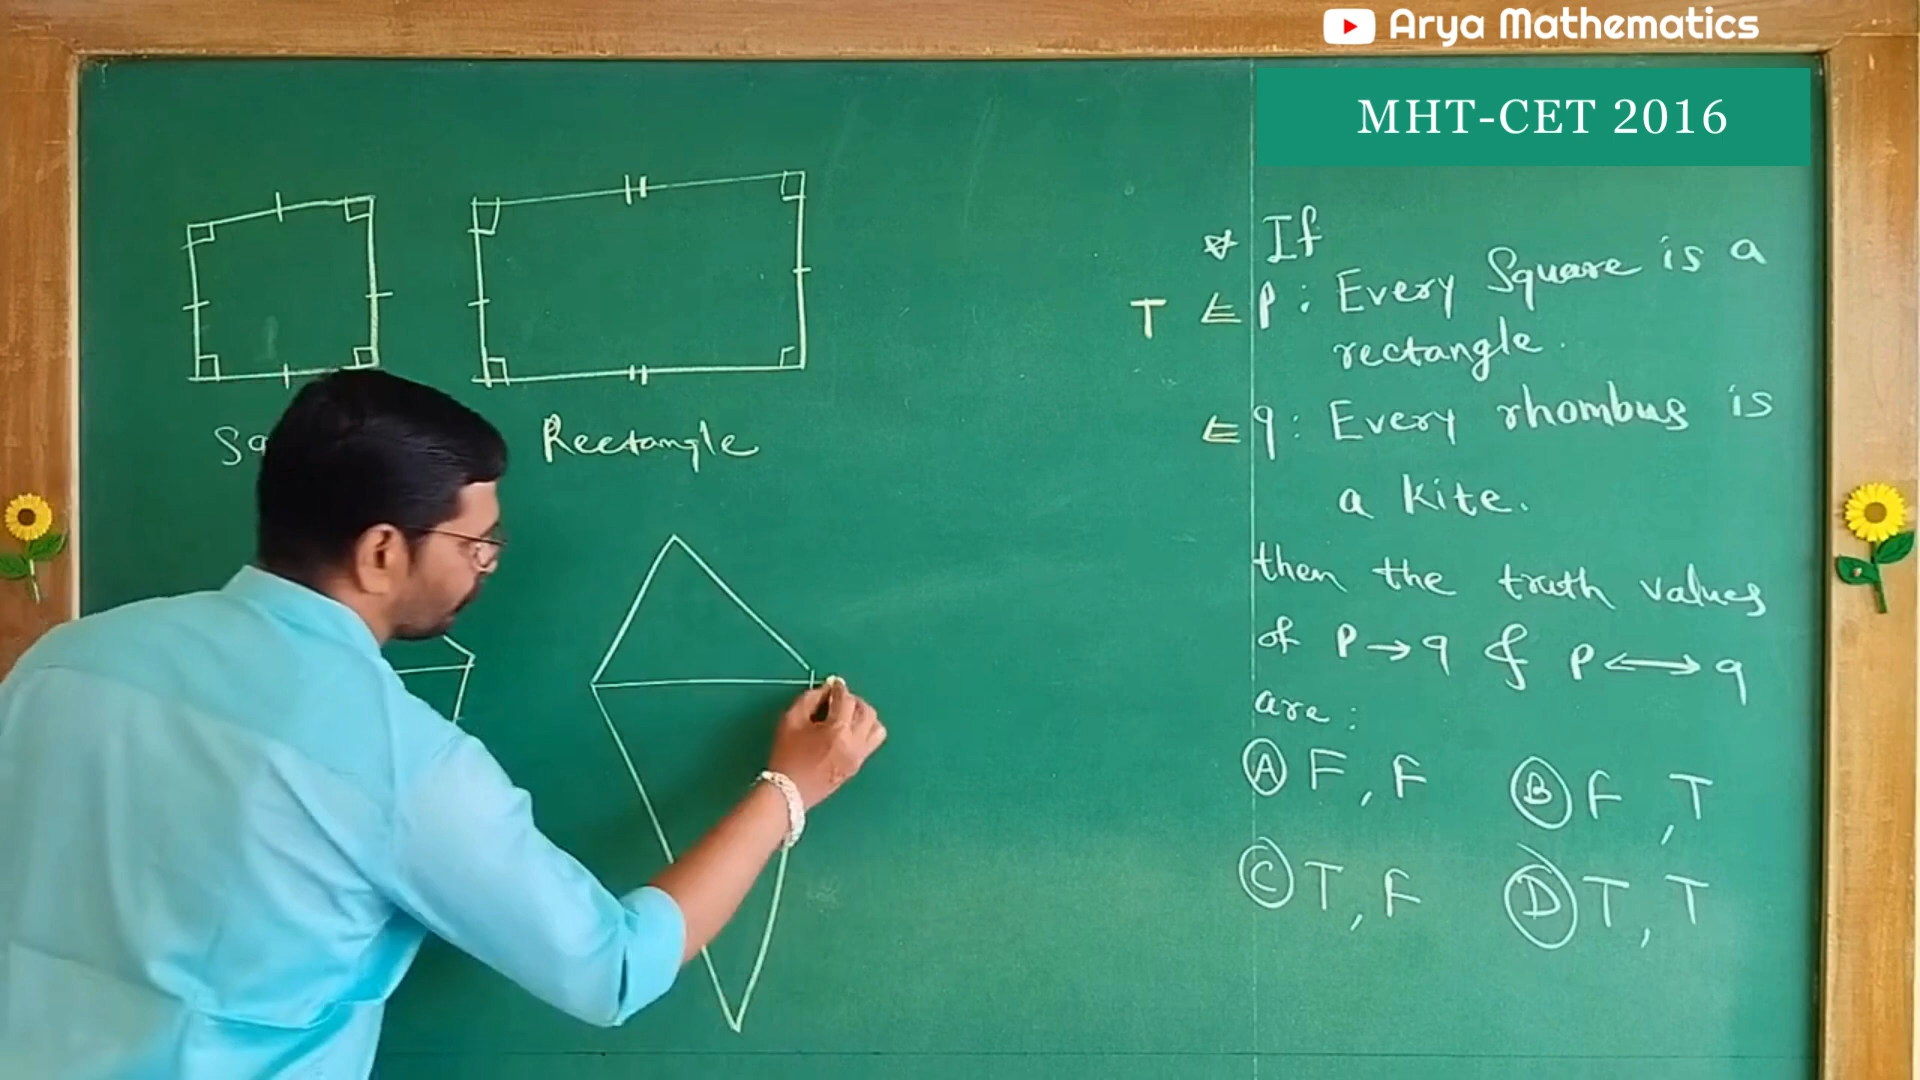 Arya Mathematics
MHT-CET 2016
* If
T ⇐ p : Every Square is a
rectangle.
⇐ q : Every rhombus is
a kite.
then the truth values
of p → q & p ⟷ q
are :
Ⓐ F, F Ⓑ F, T
Ⓒ T, F Ⓓ T, T
Rectangle